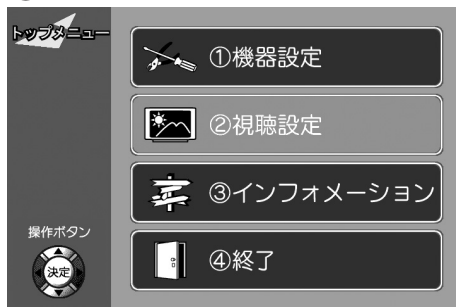 トップメニュー
①機器設定
②視聴設定
③インフォメーション
④終了
操作ボタン
決定